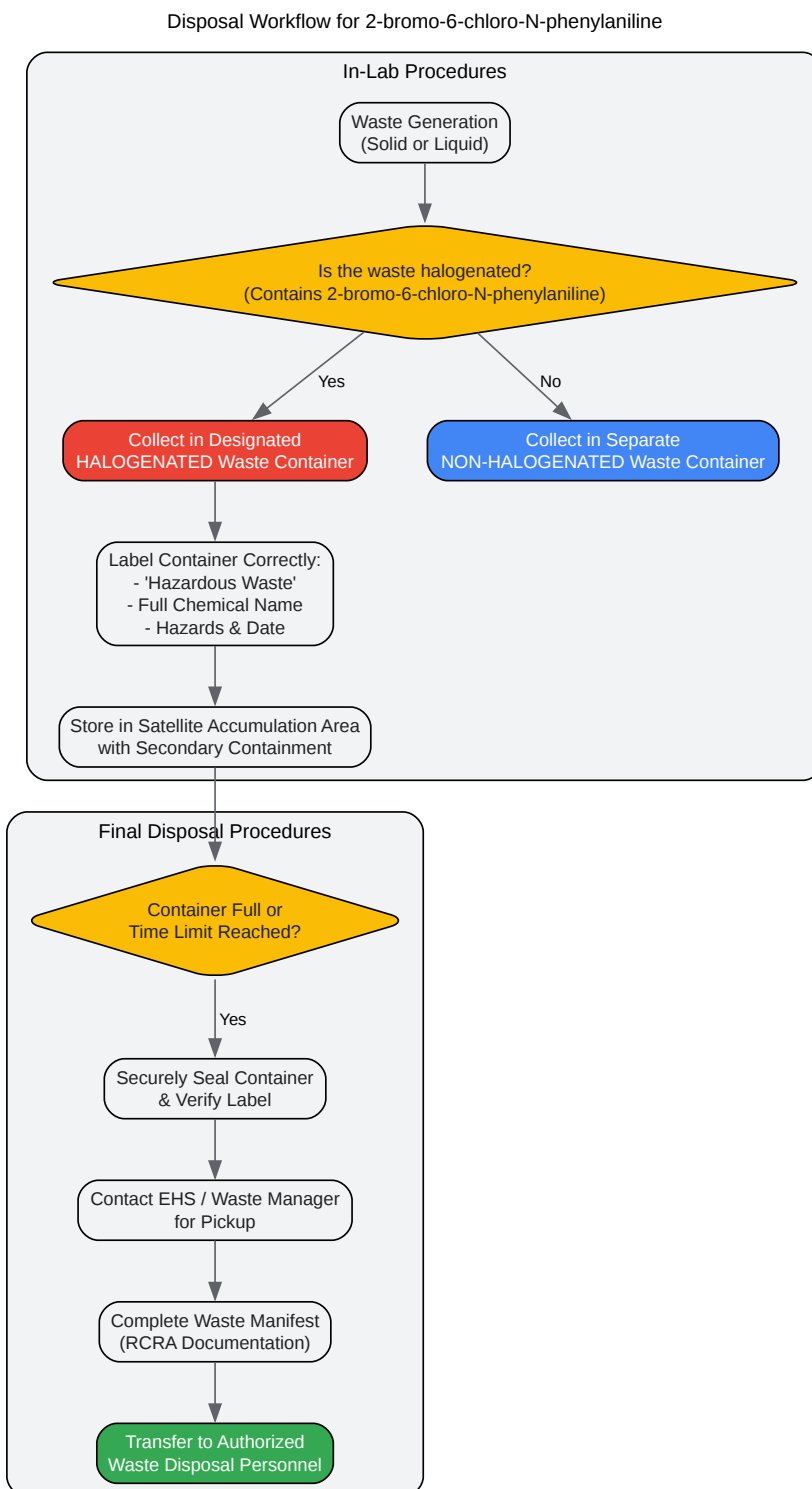 Disposal Workflow for 2-bromo-6-chloro-N-phenylaniline
In-Lab Procedures
Waste Generation
(Solid or Liquid)
Is the waste halogenated?
(Contains 2-bromo-6-chloro-N-phenylaniline)
Yes
No
Collect in Designated
HALOGENATED Waste Container
Collect in Separate
NON-HALOGENATED Waste Container
Label Container Correctly:
- 'Hazardous Waste'
- Full Chemical Name
- Hazards & Date
Store in Satellite Accumulation Area
with Secondary Containment
Final Disposal Procedures
Container Full or
Time Limit Reached?
Yes
Securely Seal Container
& Verify Label
Contact EHS / Waste Manager
for Pickup
Complete Waste Manifest
(RCRA Documentation)
Transfer to Authorized
Waste Disposal Personnel